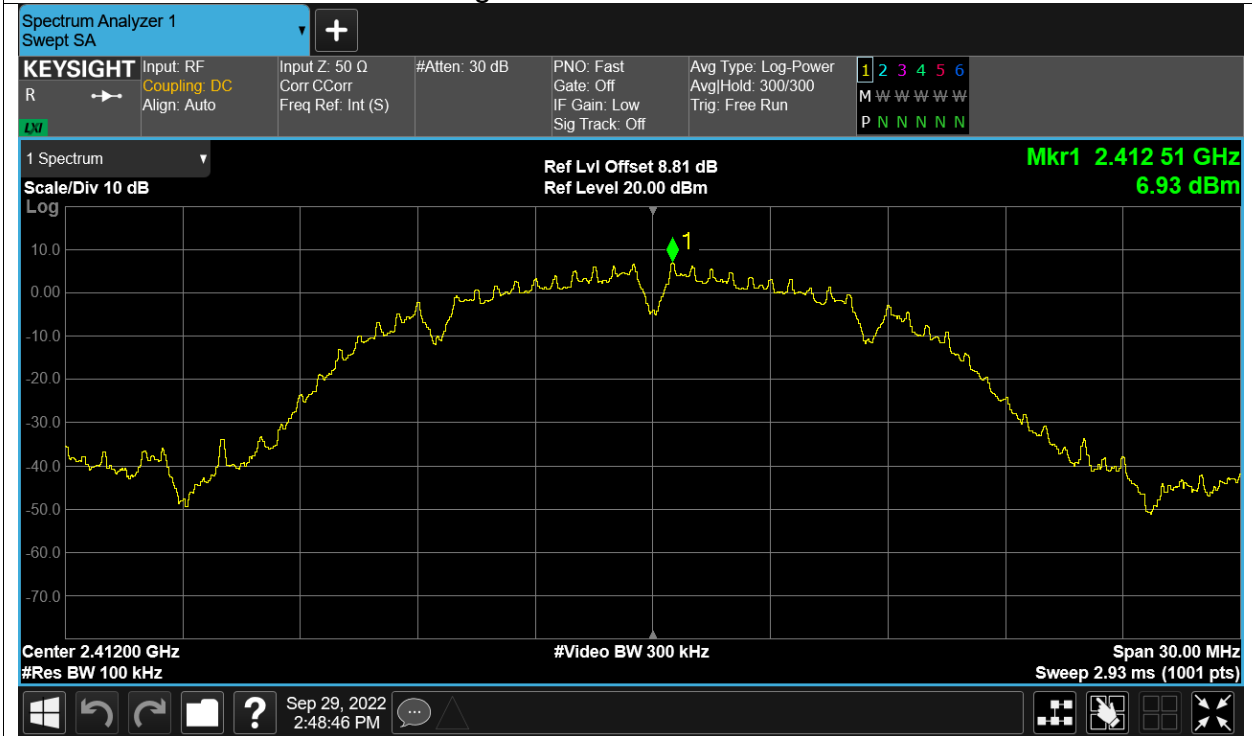 Spectrum Analyzer 1
Swept SA
+
KEYSIGHT
R
LXI
Input: RF
Coupling: DC
Align: Auto
Input Z: 50 Ω
Corr CCorr
Freq Ref: Int (S)
#Atten: 30 dB
PNO: Fast
Gate: Off
IF Gain: Low
Sig Track: Off
Avg Type: Log-Power
Avg|Hold: 300/300
Trig: Free Run
1 2 3 4 5 6
M W W W W W
P N N N N N
1 Spectrum
Scale/Div 10 dB
Ref Lvl Offset 8.81 dB
Ref Level 20.00 dBm
Mkr1 2.412 51 GHz
6.93 dBm
Log
1
10.0
0.00
-10.0
-20.0
-30.0
-40.0
-50.0
-60.0
-70.0
Center 2.41200 GHz
#Res BW 100 kHz
#Video BW 300 kHz
Span 30.00 MHz
Sweep 2.93 ms (1001 pts)
?
Sep 29, 2022
2:48:46 PM